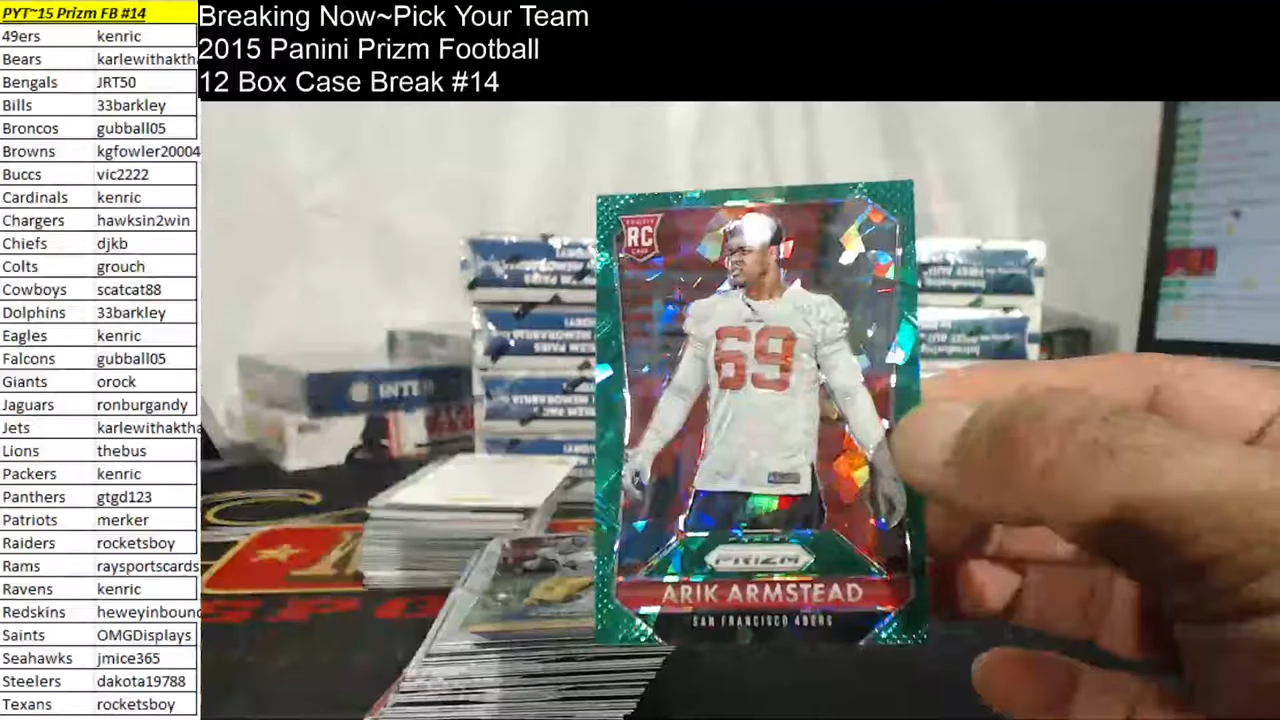 PYT~15 Prizm FB #14
49ers kenric
Bears karlewithakth
Bengals JRT50
Bills 33barkley
Broncos gubball05
Browns kgfowler20004
Buccs vic2222
Cardinals kenric
Chargers hawksin2win
Chiefs djkb
Colts grouch
Cowboys scatcat88
Dolphins 33barkley
Eagles kenric
Falcons gubball05
Giants orock
Jaguars ronburgandy
Jets karlewithaktha
Lions thebus
Packers kenric
Panthers gtgd123
Patriots merker
Raiders rocketsboy
Rams raysportscards
Ravens kenric
Redskins heweyinbound
Saints OMGDisplays
Seahawks jmice365
Steelers dakota19788
Texans rocketsboy
Breaking Now~Pick Your Team
2015 Panini Prizm Football
12 Box Case Break #14
RC
69
PRIZM
ARIK ARMSTEAD
SAN FRANCISCO 49ERS